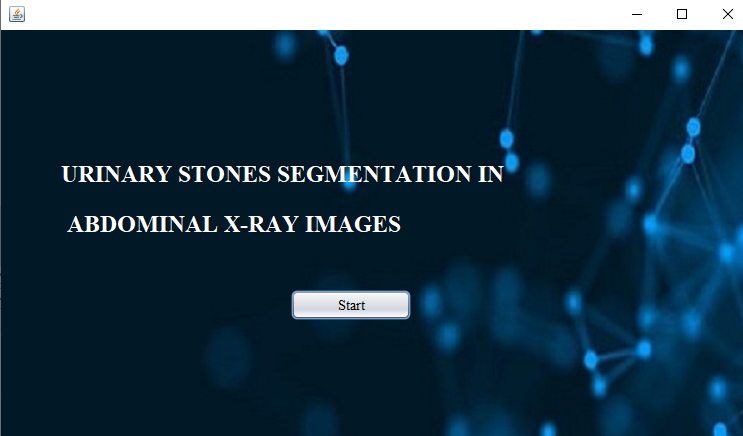 URINARY STONES SEGMENTATION IN
ABDOMINAL X-RAY IMAGES
Start